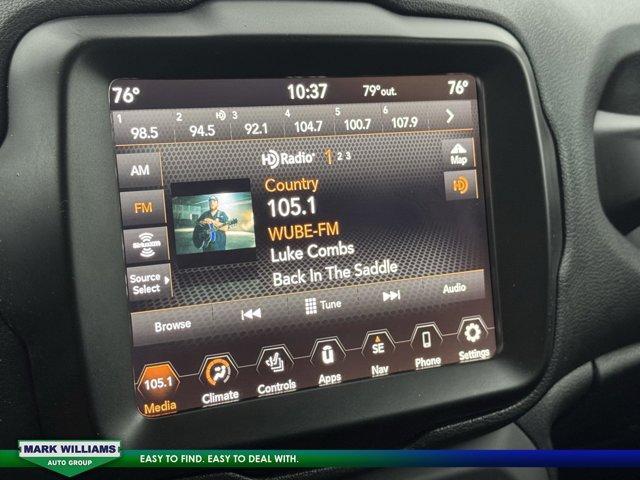 76° 10:37 79°out. 76°
1 98.5 2 94.5 HD 3 92.1 4 104.7 5 100.7 6 107.9
AM HD Radio 1 2 3 Map
FM Country HD
105.1
WUBE-FM
SiriusXM Luke Combs
Source Select Back In The Saddle
Browse Tune Audio
105.1 SE
Media Climate Controls Apps Nav Phone Settings
MARK WILLIAMS
AUTO GROUP
EASY TO FIND. EASY TO DEAL WITH.